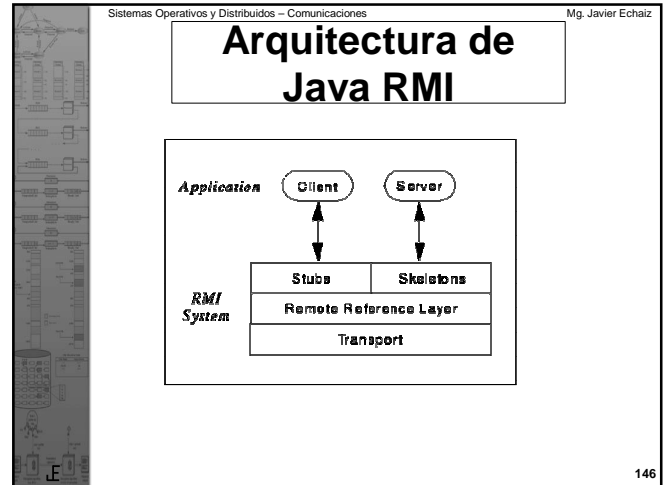 Sistemas Operativos y Distribuidos – Comunicaciones Mg. Javier Echaiz
Arquitectura de
Java RMI
Application Client Server
Stubs Skeletons
RMI
System
Remote Reference Layer
Transport
JE
146